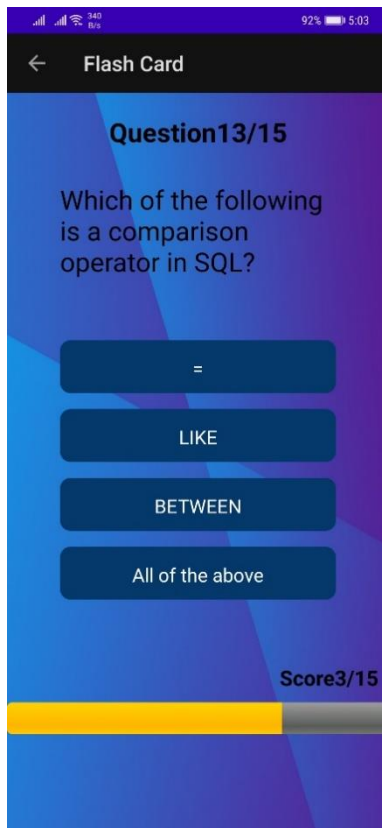 340
B/s
92% 5:03
Flash Card
Question13/15
Which of the following
is a comparison
operator in SQL?
=
LIKE
BETWEEN
All of the above
Score3/15